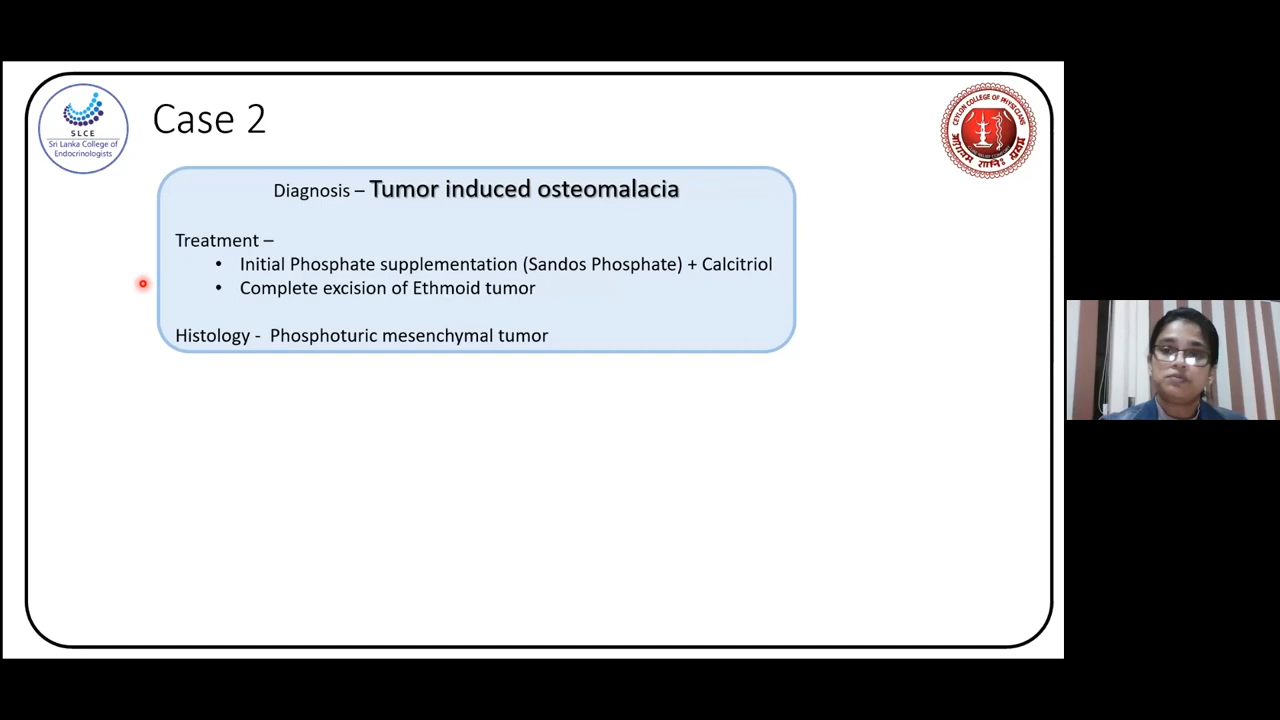 SLCE
Sri Lanka College of
Endocrinologists
Case 2
CEYLON COLLEGE OF PHYSICIANS
Diagnosis – Tumor induced osteomalacia
Treatment –
• Initial Phosphate supplementation (Sandos Phosphate) + Calcitriol
• Complete excision of Ethmoid tumor
Histology - Phosphoturic mesenchymal tumor